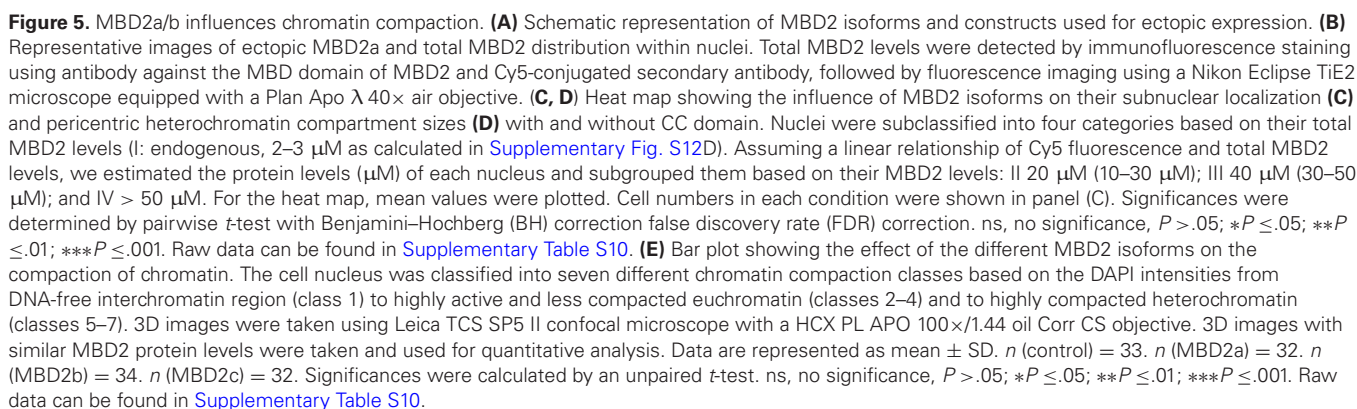 Figure 5. MBD2a/b influences chromatin compaction. (A) Schematic representation of MBD2 isoforms and constructs used for ectopic expression. (B)
Representative images of ectopic MBD2a and total MBD2 distribution within nuclei. Total MBD2 levels were detected by immunofluorescence staining
using antibody against the MBD domain of MBD2 and Cy5-conjugated secondary antibody, followed by fluorescence imaging using a Nikon Eclipse TiE2
microscope equipped with a Plan Apo λ 40× air objective. (C, D) Heat map showing the influence of MBD2 isoforms on their subnuclear localization (C)
and pericentric heterochromatin compartment sizes (D) with and without CC domain. Nuclei were subclassified into four categories based on their total
MBD2 levels (I: endogenous, 2–3 μM as calculated in Supplementary Fig. S12D). Assuming a linear relationship of Cy5 fluorescence and total MBD2
levels, we estimated the protein levels (μM) of each nucleus and subgrouped them based on their MBD2 levels: II 20 μM (10–30 μM); III 40 μM (30–50
μM); and IV > 50 μM. For the heat map, mean values were plotted. Cell numbers in each condition were shown in panel (C). Significances were
determined by pairwise t-test with Benjamini–Hochberg (BH) correction false discovery rate (FDR) correction. ns, no significance, P >.05; *P ≤.05; **P
≤.01; ***P ≤.001. Raw data can be found in Supplementary Table S10. (E) Bar plot showing the effect of the different MBD2 isoforms on the
compaction of chromatin. The cell nucleus was classified into seven different chromatin compaction classes based on the DAPI intensities from
DNA-free interchromatin region (class 1) to highly active and less compacted euchromatin (classes 2–4) and to highly compacted heterochromatin
(classes 5–7). 3D images were taken using Leica TCS SP5 II confocal microscope with a HCX PL APO 100×/1.44 oil Corr CS objective. 3D images with
similar MBD2 protein levels were taken and used for quantitative analysis. Data are represented as mean ± SD. n (control) = 33. n (MBD2a) = 32. n
(MBD2b) = 34. n (MBD2c) = 32. Significances were calculated by an unpaired t-test. ns, no significance, P >.05; *P ≤.05; **P ≤.01; ***P ≤.001. Raw
data can be found in Supplementary Table S10.